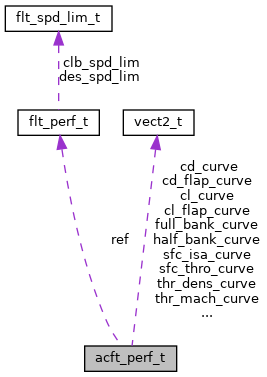 flt_spd_lim_t
clb_spd_lim
des_spd_lim
flt_perf_t
vect2_t
ref
cd_curve
cd_flap_curve
cl_curve
cl_flap_curve
full_bank_curve
half_bank_curve
sfc_isa_curve
sfc_thro_curve
thr_dens_curve
thr_mach_curve
...
acft_perf_t